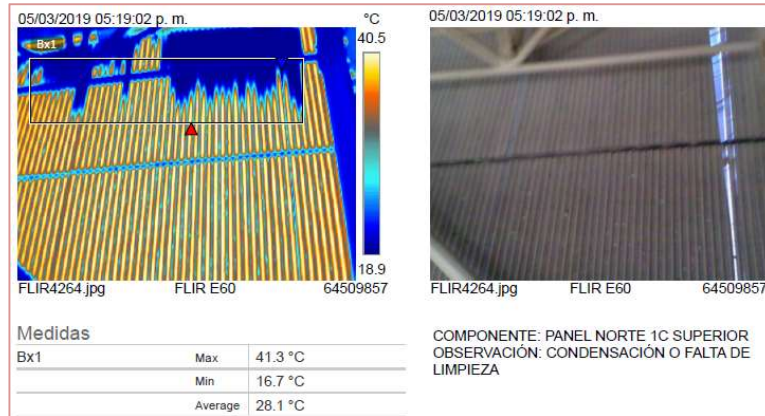 05/03/2019 05:19:02 p. m.
°C
40.5
Bx1
18.9
FLIR4264.jpg FLIR E60 64509857
05/03/2019 05:19:02 p. m.
FLIR4264.jpg FLIR E60 64509857
Medidas
Bx1 Max 41.3 °C
Min 16.7 °C
Average 28.1 °C
COMPONENTE: PANEL NORTE 1C SUPERIOR
OBSERVACIÓN: CONDENSACIÓN O FALTA DE
LIMPIEZA